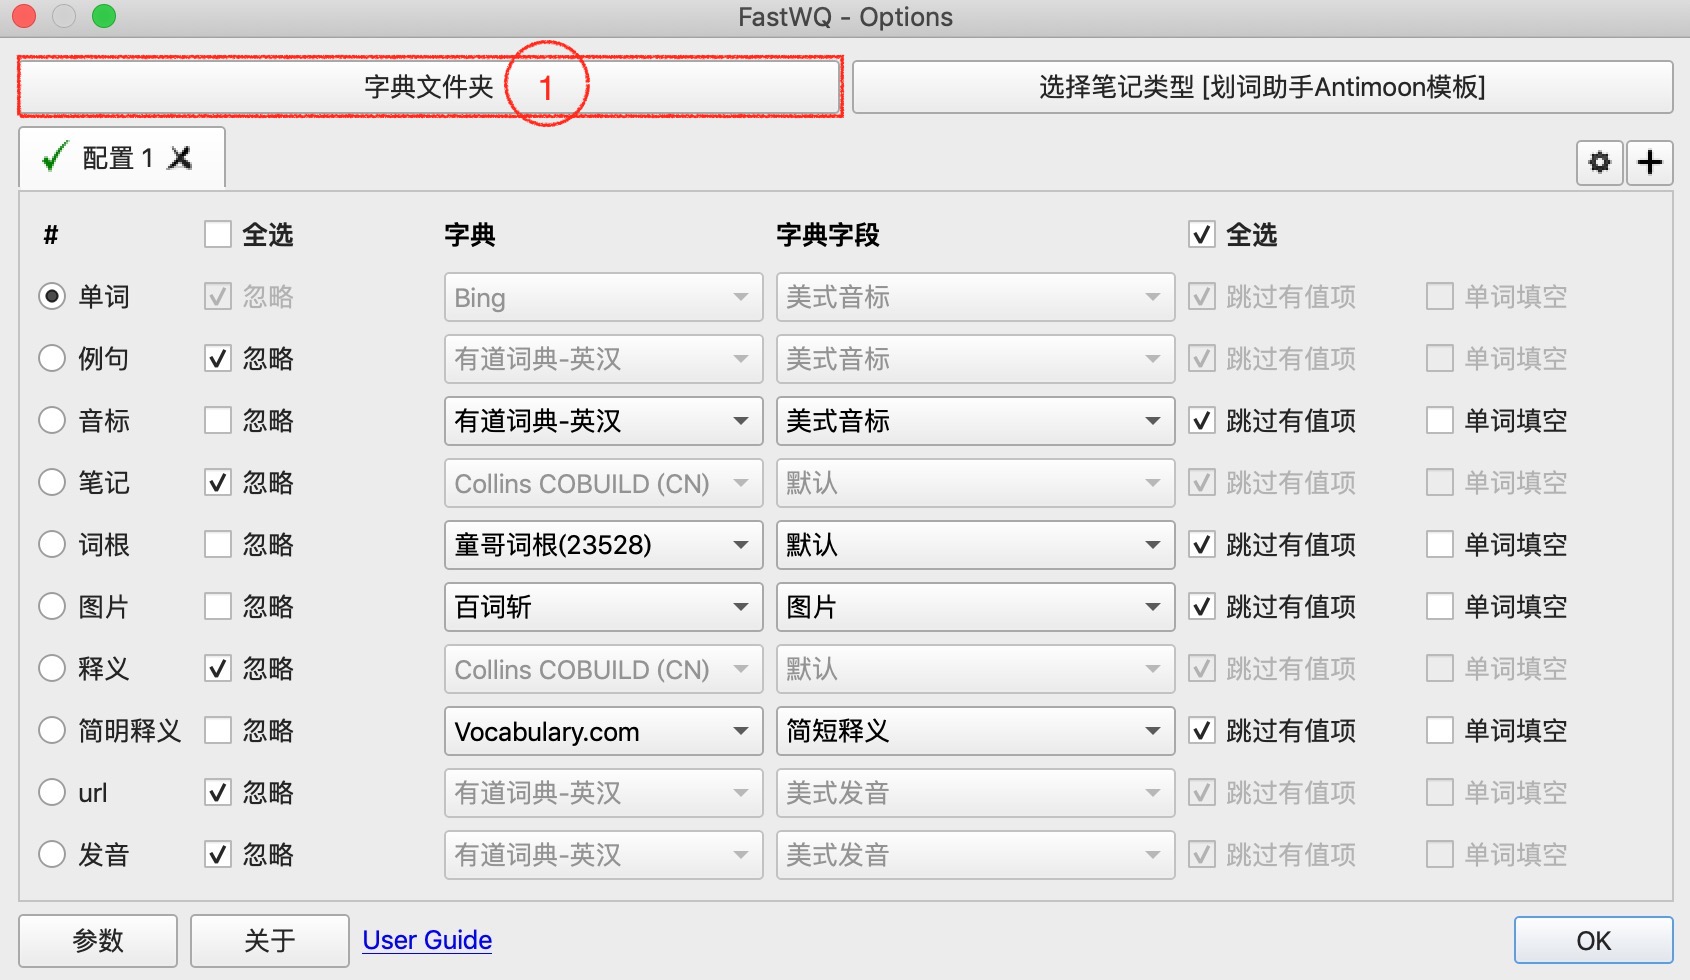 FastWQ - Options
字典文件夹 1 选择笔记类型 [划词助手Antimoon模板]
配置 1
# 全选 字典 字典字段 全选
单词 忽略 Bing 美式音标 跳过有值项 单词填空
例句 忽略 有道词典-英汉 美式音标 跳过有值项 单词填空
音标 忽略 有道词典-英汉 美式音标 跳过有值项 单词填空
笔记 忽略 Collins COBUILD (CN) 默认 跳过有值项 单词填空
词根 忽略 童哥词根(23528) 默认 跳过有值项 单词填空
图片 忽略 百词斩 图片 跳过有值项 单词填空
释义 忽略 Collins COBUILD (CN) 默认 跳过有值项 单词填空
简明释义 忽略 Vocabulary.com 简短释义 跳过有值项 单词填空
url 忽略 有道词典-英汉 美式发音 跳过有值项 单词填空
发音 忽略 有道词典-英汉 美式发音 跳过有值项 单词填空
参数 关于 User Guide OK